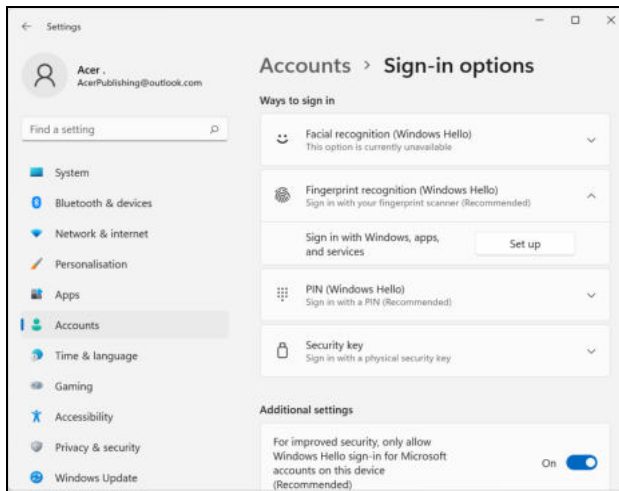 Settings
Acer .
AcerPublishing@outlook.com
Find a setting
System
Bluetooth & devices
Network & internet
Personalisation
Apps
Accounts
Time & language
Gaming
Accessibility
Privacy & security
Windows Update
Accounts > Sign-in options
Ways to sign in
Facial recognition (Windows Hello)
This option is currently unavailable
Fingerprint recognition (Windows Hello)
Sign in with your fingerprint scanner (Recommended)
Sign in with Windows, apps,
and services
Set up
PIN (Windows Hello)
Sign in with a PIN (Recommended)
Security key
Sign in with a physical security key
Additional settings
For improved security, only allow
Windows Hello sign-in for Microsoft
accounts on this device
(Recommended)
On